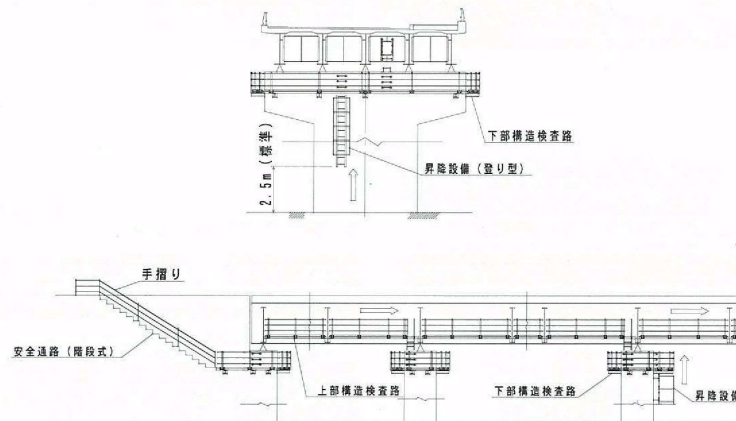 下部構造検査路
昇降設備（登り型）
2.5m（標準）
手摺り
安全通路（階段式）
上部構造検査路
下部構造検査路
昇降設備